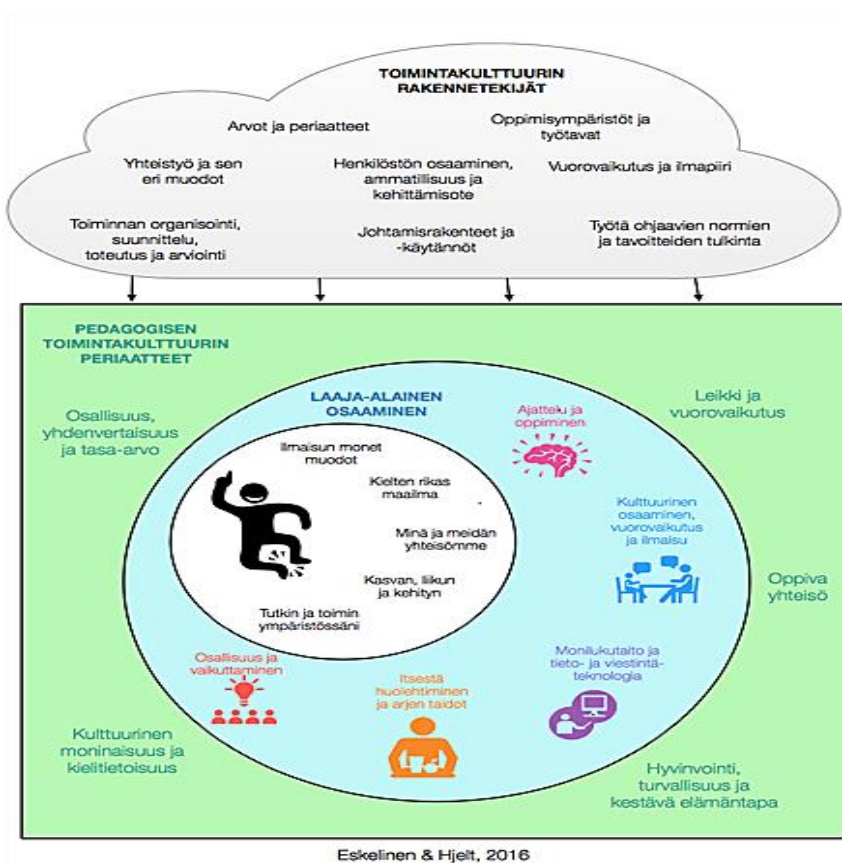 TOIMINTAKULTTUURIN
RAKENNETEKIJÄT
Arvot ja periaatteet
Oppimisympäristöt ja
työtavat
Yhteistyö ja sen
eri muodot
Henkilöstön osaaminen,
ammatillisuus ja
kehittämisote
Vuorovaikutus ja ilmapiiri
Toiminnan organisointi,
suunnittelu,
toteutus ja arviointi
Johtamisrakenteet ja
-käytännöt
Työtä ohjaavien normien
ja tavoitteiden tulkinta
PEDAGOGISEN
TOIMINTAKULTTUURIN
PERIAATTEET
LAAJA-ALAINEN
OSAAMINEN
Osallisuus,
yhdenvertaisuus
ja tasa-arvo
Ajattelu ja
oppiminen
Leikki ja
vuorovaikutus
Ilmaisun monet
muodot
Kielten rikas
maailma
Minä ja meidän
yhteisömme
Kasvan, liikun
ja kehityn
Tutkin ja toimin
ympäristössäni
Kulttuurinen
osaaminen,
vuorovaikutus
ja ilmaisu
Oppiva
yhteisö
Osallisuus ja
vaikuttaminen
Itsestä
huolehtiminen
ja arjen taidot
Monilukutaito ja
tieto- ja viestintä-
teknologia
Kulttuurinen
moninaisuus ja
kielitietoisuus
Hyvinvointi,
turvallisuus ja
kestävä elämäntapa
Eskelinen & Hjelt, 2016